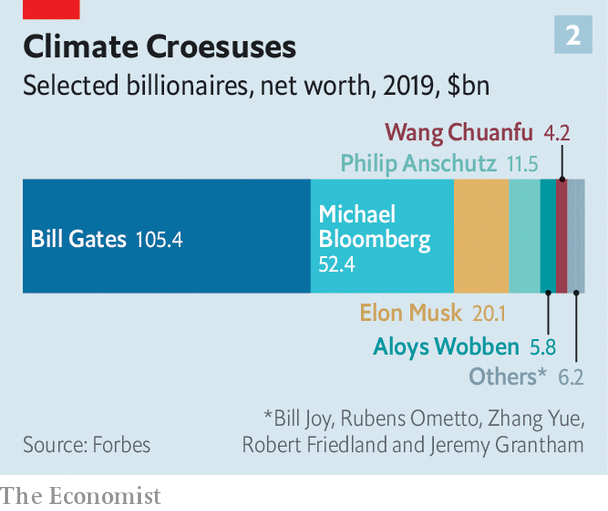 Climate Croesuses
2
Selected billionaires, net worth, 2019, $bn
Wang Chuanfu 4.2
Philip Anschutz 11.5
Bill Gates 105.4
Michael
Bloomberg
52.4
Elon Musk 20.1
Aloys Wobben 5.8
Others* 6.2
*Bill Joy, Rubens Ometto, Zhang Yue,
Robert Friedland and Jeremy Grantham
Source: Forbes
The Economist